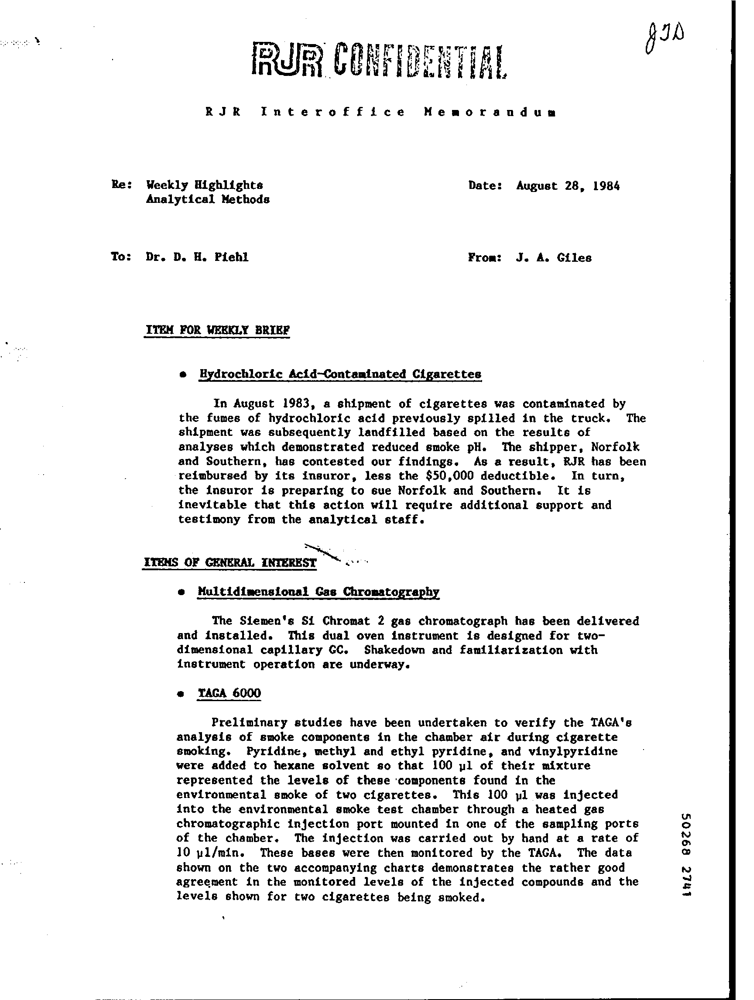 RJR CONFIDENTIAL
RJR Interoffice Memorandum
Re: Weekly Highlights
Analytical Methods
Date: August 28, 1984
To: Dr. D. H. Piehl
From: J. A. Giles
ITEM FOR WEEKLY BRIEF
• Hydrochloric Acid-Contaminated Cigarettes
In August 1983, a shipment of cigarettes was contaminated by
the fumes of hydrochloric acid previously spilled in the truck. The
shipment was subsequently landfilled based on the results of
analyses which demonstrated reduced smoke pH. The shipper, Norfolk
and Southern, has contested our findings. As a result, RJR has been
reimbursed by its insuror, less the $50,000 deductible. In turn,
the insuror is preparing to sue Norfolk and Southern. It is
inevitable that this action will require additional support and
testimony from the analytical staff.
ITEMS OF GENERAL INTEREST
• Multidimensional Gas Chromatography
The Siemen's Si Chromat 2 gas chromatograph has been delivered
and installed. This dual oven instrument is designed for two-
dimensional capillary GC. Shakedown and familiarization with
instrument operation are underway.
• TAGA 6000
Preliminary studies have been undertaken to verify the TAGA's
analysis of smoke components in the chamber air during cigarette
smoking. Pyridine, methyl and ethyl pyridine, and vinylpyridine
were added to hexane solvent so that 100 µl of their mixture
represented the levels of these components found in the
environmental smoke of two cigarettes. This 100 µl was injected
into the environmental smoke test chamber through a heated gas
chromatographic injection port mounted in one of the sampling ports
of the chamber. The injection was carried out by hand at a rate of
10 µl/min. These bases were then monitored by the TAGA. The data
shown on the two accompanying charts demonstrates the rather good
agreement in the monitored levels of the injected compounds and the
levels shown for two cigarettes being smoked.
50268 2741